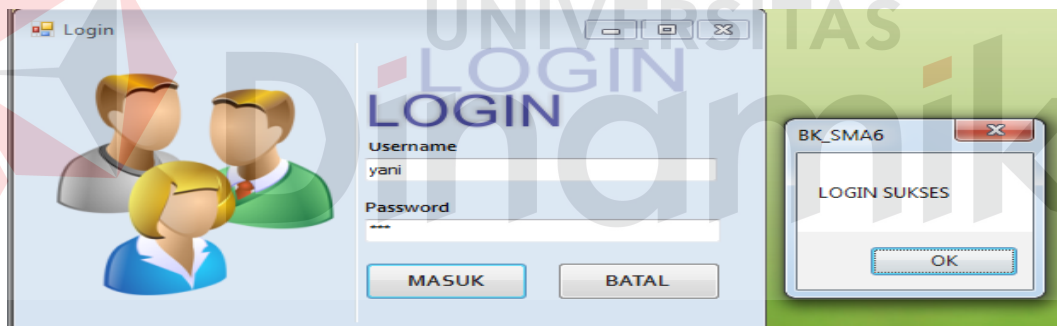 UNIVERSITAS
Dinamik
Login
LOGIN
LOGIN
Username
yani
Password
***
MASUK
BATAL
BK_SMA6
LOGIN SUKSES
OK